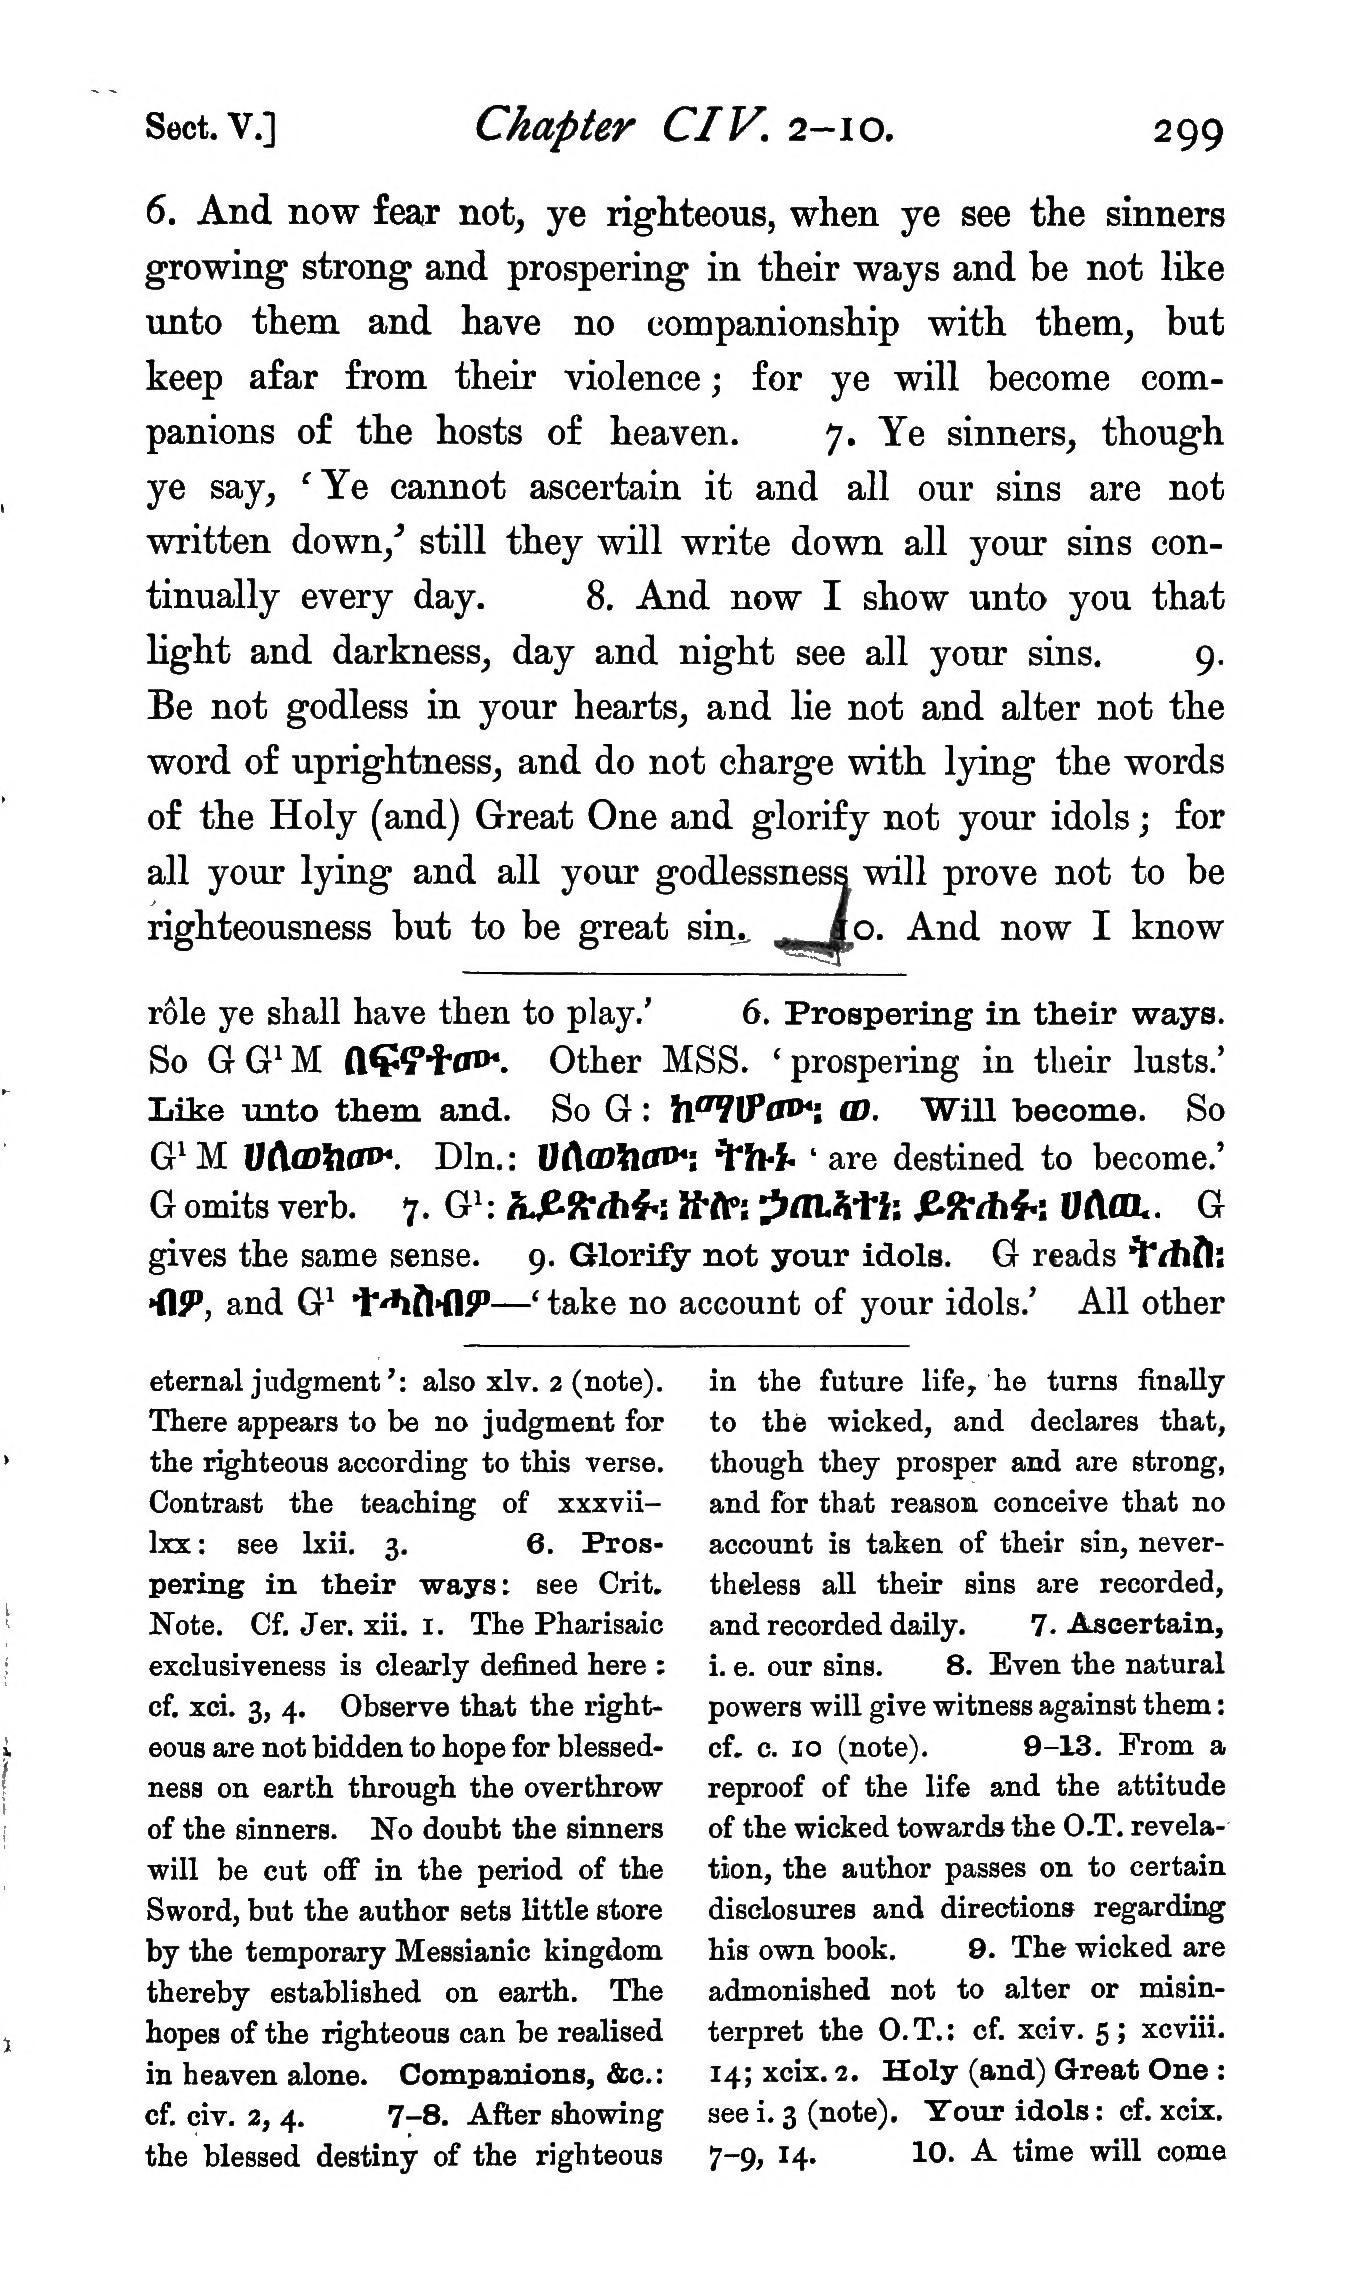 Sect. V.] Chapter CIV. 2–10. 299
6. And now fear not, ye righteous, when ye see the sinners
growing strong and prospering in their ways and be not like
unto them and have no companionship with them, but
keep afar from their violence; for ye will become com-
panions of the hosts of heaven. 7. Ye sinners, though
ye say, ‘Ye cannot ascertain it and all our sins are not
written down,’ still they will write down all your sins con-
tinually every day. 8. And now I show unto you that
light and darkness, day and night see all your sins. 9.
Be not godless in your hearts, and lie not and alter not the
word of uprightness, and do not charge with lying the words
of the Holy (and) Great One and glorify not your idols; for
all your lying and all your godlessness will prove not to be
righteousness but to be great sin. 10. And now I know
rôle ye shall have then to play.’ 6. Prospering in their ways.
So G G¹ M በፍኖቶሙ. Other MSS. ‘prospering in their lusts.’
Like unto them and. So G: ከማሆሙ፡ ወ. Will become. So
G¹ M ሀለወክሙ. Dln.: ሀለወክሙ፡ ትኩኑ ‘are destined to become.’
G omits verb. 7. G¹: ኢይጽሐፉ፡ ኵሎ፡ ኃጢአተነ፡ ይጽሐፉ፡ ሀለዉ. G
gives the same sense. 9. Glorify not your idols. G reads ትሐስ፡
ብዎ, and G¹ ተሓስብዎ—‘take no account of your idols.’ All other
eternal judgment’: also xlv. 2 (note).
There appears to be no judgment for
the righteous according to this verse.
Contrast the teaching of xxxvii–
lxx: see lxii. 3. 6. Pros-
pering in their ways: see Crit.
Note. Cf. Jer. xii. 1. The Pharisaic
exclusiveness is clearly defined here:
cf. xci. 3, 4. Observe that the right-
eous are not bidden to hope for blessed-
ness on earth through the overthrow
of the sinners. No doubt the sinners
will be cut off in the period of the
Sword, but the author sets little store
by the temporary Messianic kingdom
thereby established on earth. The
hopes of the righteous can be realised
in heaven alone. Companions, &c.:
cf. civ. 2, 4. 7–8. After showing
the blessed destiny of the righteous
in the future life, he turns finally
to the wicked, and declares that,
though they prosper and are strong,
and for that reason conceive that no
account is taken of their sin, never-
theless all their sins are recorded,
and recorded daily. 7. Ascertain,
i. e. our sins. 8. Even the natural
powers will give witness against them:
cf. c. 10 (note). 9–13. From a
reproof of the life and the attitude
of the wicked towards the O.T. revela-
tion, the author passes on to certain
disclosures and directions regarding
his own book. 9. The wicked are
admonished not to alter or misin-
terpret the O.T.: cf. xciv. 5; xcviii.
14; xcix. 2. Holy (and) Great One:
see i. 3 (note). Your idols: cf. xcix.
7–9, 14. 10. A time will come